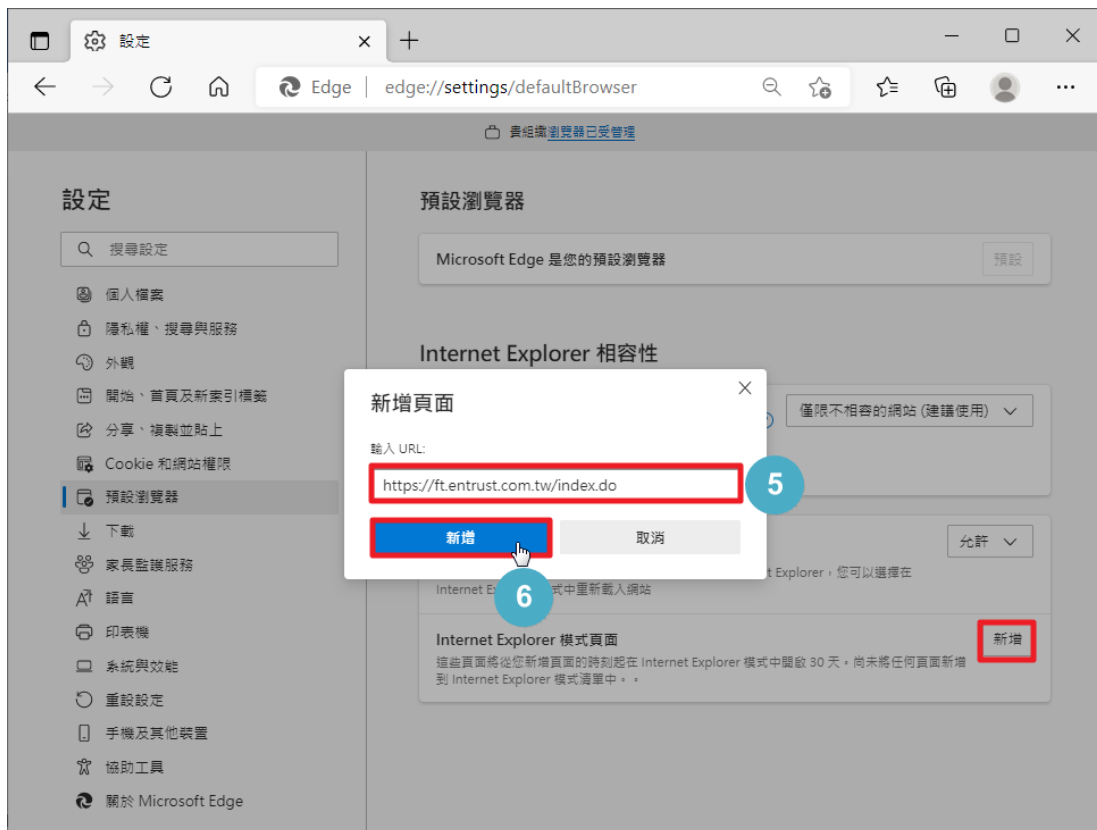 設定
Edge
edge://settings/defaultBrowser
貴組織瀏覽器已受管理
設定
搜尋設定
個人檔案
隱私權、搜尋與服務
外觀
開始、首頁及新索引標籤
分享、複製並貼上
Cookie 和網站權限
預設瀏覽器
下載
家長監護服務
語言
印表機
系統與效能
重設設定
手機及其他裝置
協助工具
關於 Microsoft Edge
預設瀏覽器
Microsoft Edge 是您的預設瀏覽器
預設
Internet Explorer 相容性
僅限不相容的網站 (建議使用)
新增頁面
輸入 URL:
https://ft.entrust.com.tw/index.do
5
新增
取消
6
允許
t Explorer，您可以選擇在
Internet E 式中重新載入網站
Internet Explorer 模式頁面
新增
這些頁面將從您新增頁面的時刻起在 Internet Explorer 模式中開啟 30 天。尚未將任何頁面新增
到 Internet Explorer 模式清單中。。